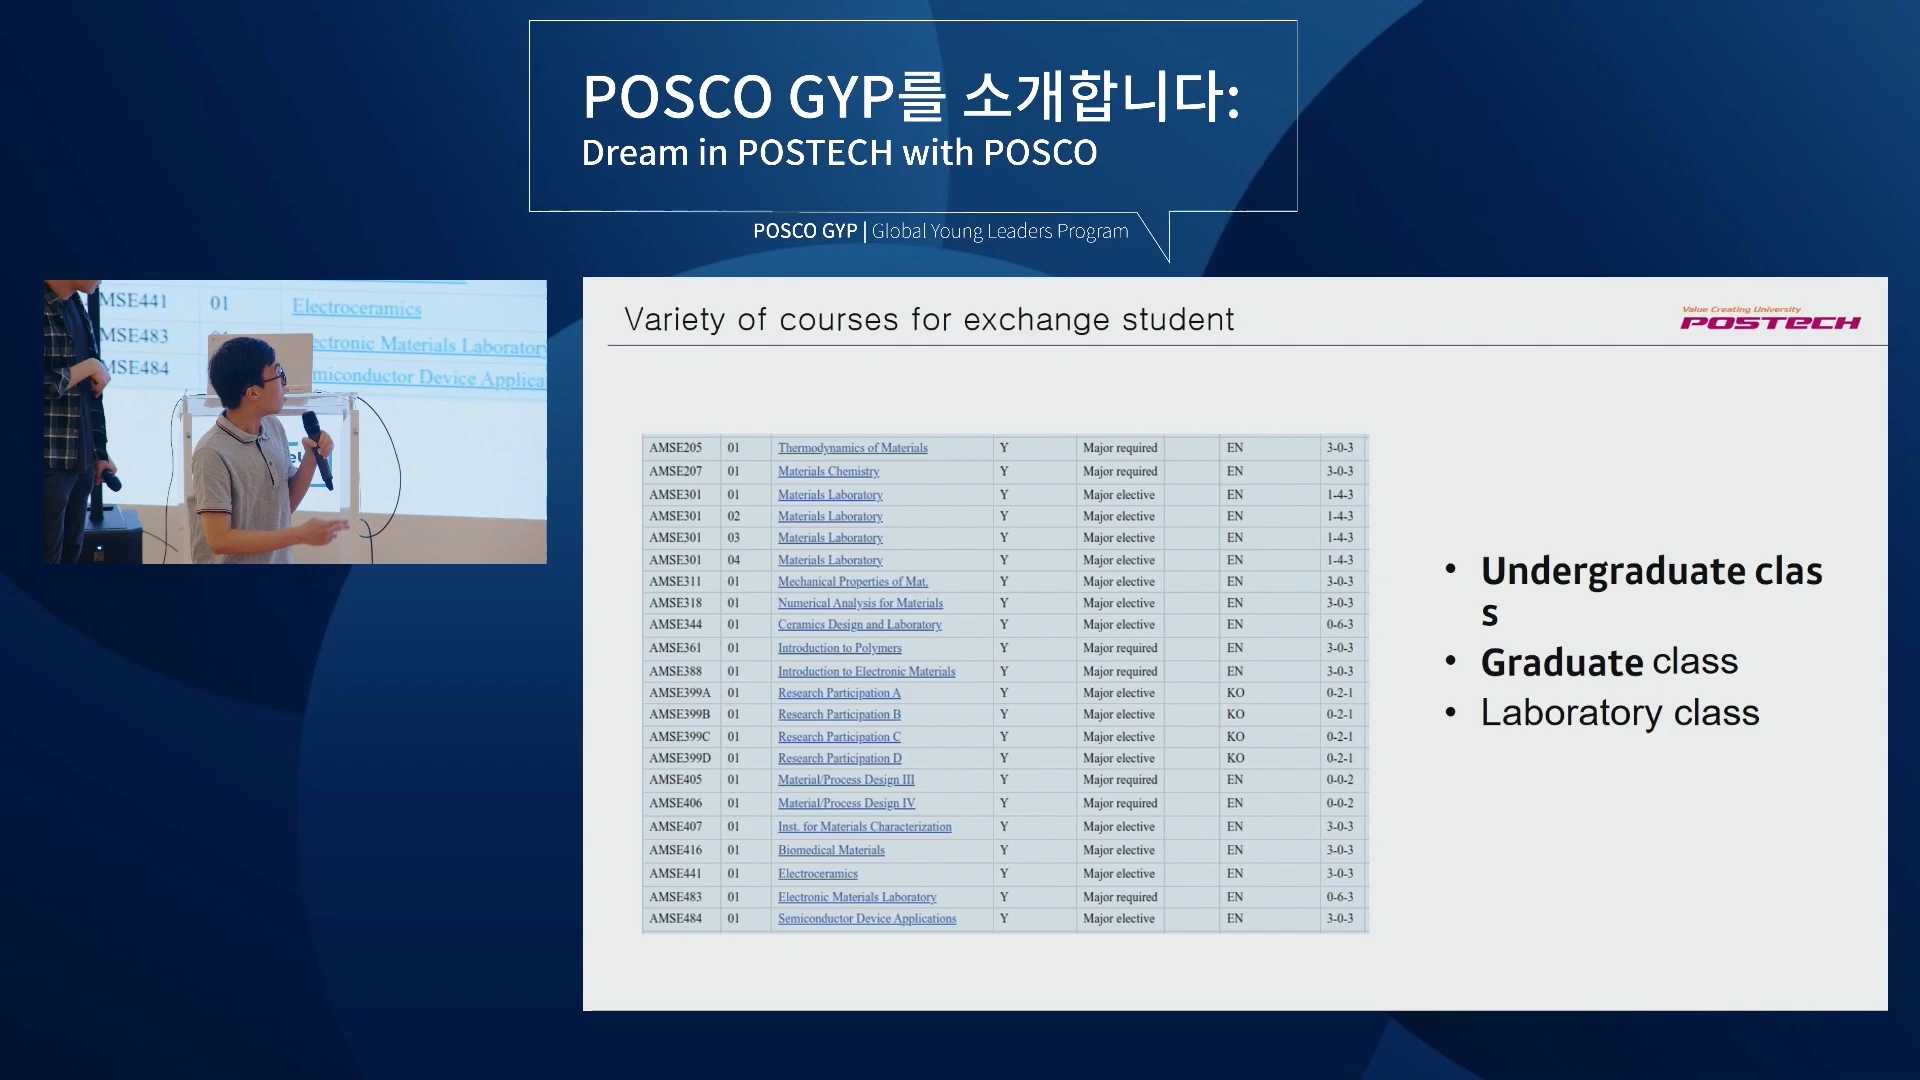 POSCO GYP를 소개합니다:
Dream in POSTECH with POSCO
POSCO GYP | Global Young Leaders Program
MSE441 01 Electroceramics
MSE483 ectronic Materials Laboratory
MSE484 miconductor Device Applica
Variety of courses for exchange student
Value Creating University
POSTECH
AMSE205 01 Thermodynamics of Materials Y Major required EN 3-0-3
AMSE207 01 Materials Chemistry Y Major required EN 3-0-3
AMSE301 01 Materials Laboratory Y Major elective EN 1-4-3
AMSE301 02 Materials Laboratory Y Major elective EN 1-4-3
AMSE301 03 Materials Laboratory Y Major elective EN 1-4-3
AMSE301 04 Materials Laboratory Y Major elective EN 1-4-3
AMSE311 01 Mechanical Properties of Mat. Y Major elective EN 3-0-3
AMSE318 01 Numerical Analysis for Materials Y Major elective EN 3-0-3
AMSE344 01 Ceramics Design and Laboratory Y Major elective EN 0-6-3
AMSE361 01 Introduction to Polymers Y Major required EN 3-0-3
AMSE388 01 Introduction to Electronic Materials Y Major required EN 3-0-3
AMSE399A 01 Research Participation A Y Major elective KO 0-2-1
AMSE399B 01 Research Participation B Y Major elective KO 0-2-1
AMSE399C 01 Research Participation C Y Major elective KO 0-2-1
AMSE399D 01 Research Participation D Y Major elective KO 0-2-1
AMSE405 01 Material/Process Design III Y Major required EN 0-0-2
AMSE406 01 Material/Process Design IV Y Major required EN 0-0-2
AMSE407 01 Inst. for Materials Characterization Y Major elective EN 3-0-3
AMSE416 01 Biomedical Materials Y Major elective EN 3-0-3
AMSE441 01 Electroceramics Y Major elective EN 3-0-3
AMSE483 01 Electronic Materials Laboratory Y Major required EN 0-6-3
AMSE484 01 Semiconductor Device Applications Y Major elective EN 3-0-3
• Undergraduate clas
s
• Graduate class
• Laboratory class